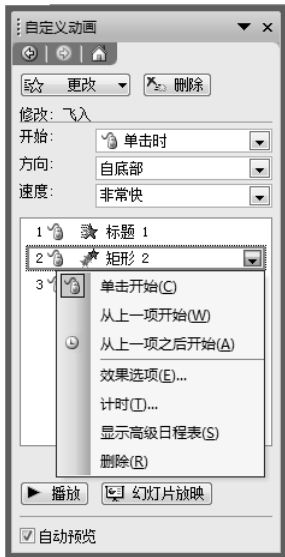 自定义动画
更改 删除
修改: 飞入
开始: 单击时
方向: 自底部
速度: 非常快
1 标题 1
2 矩形 2
3
单击开始(C)
从上一项开始(W)
从上一项之后开始(A)
效果选项(E)...
计时(T)...
显示高级日程表(S)
删除(R)
播放 幻灯片放映
自动预览